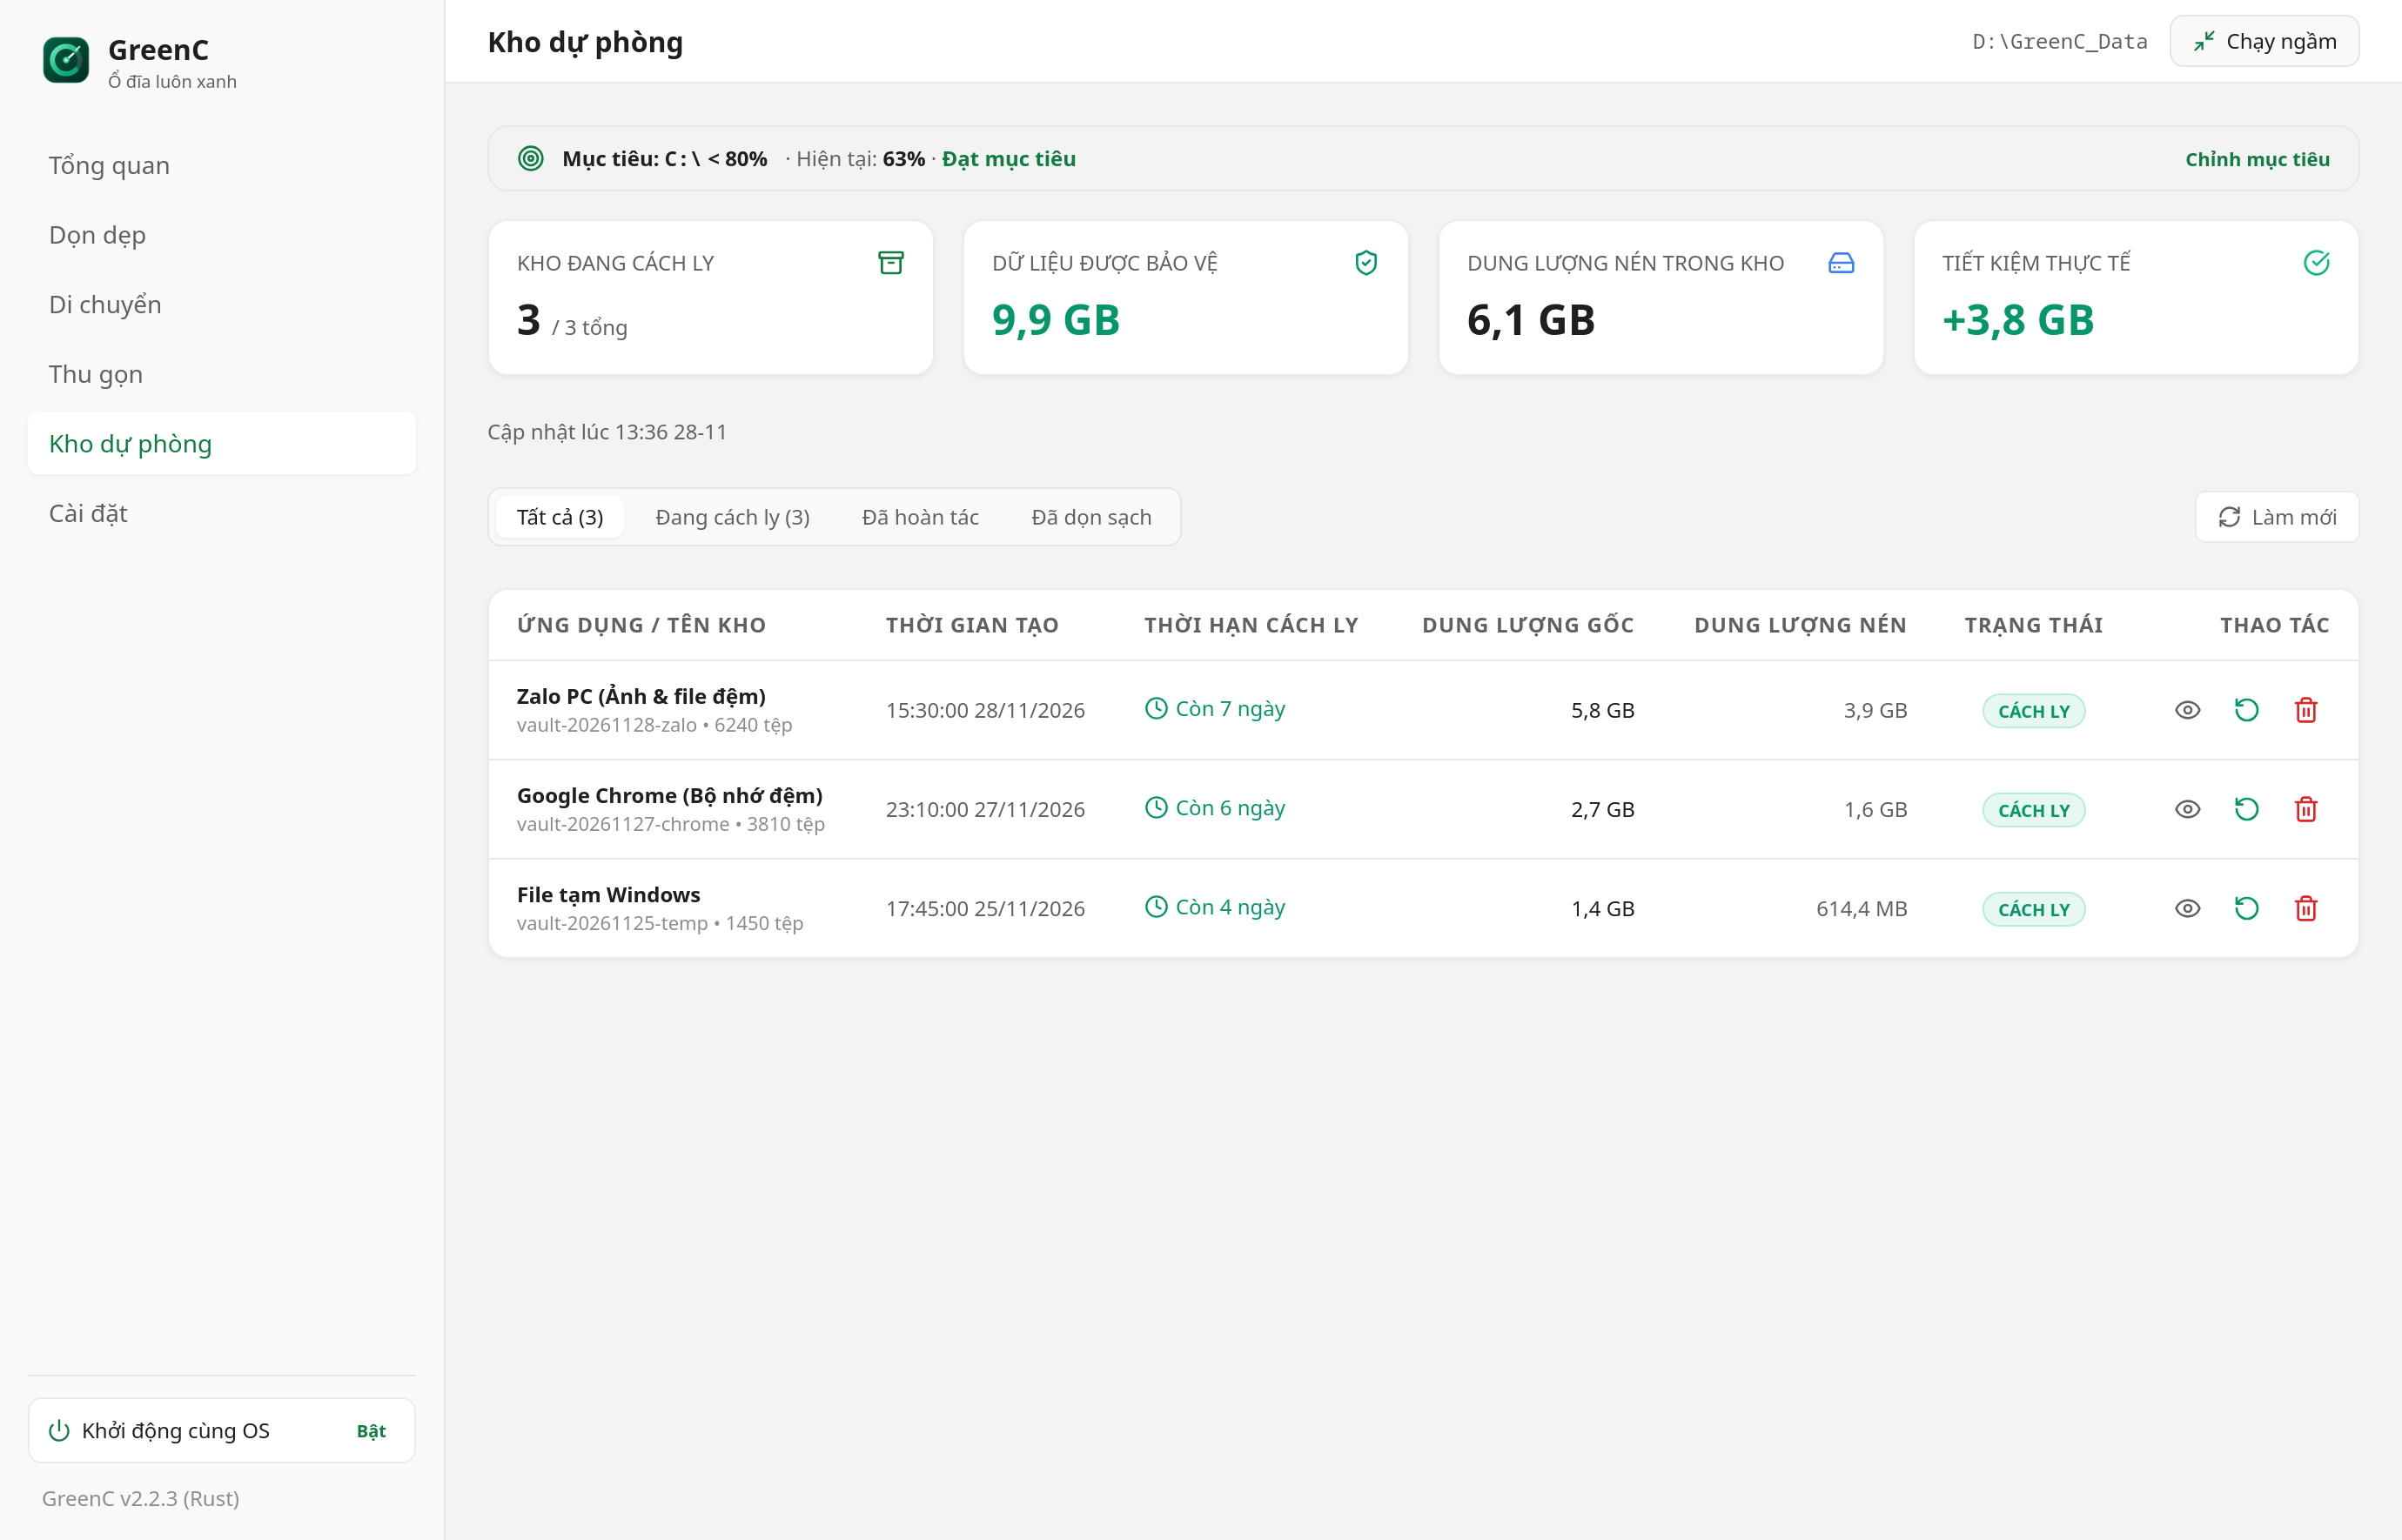 GreenC
Ổ đĩa luôn xanh
Tổng quan
Dọn dẹp
Di chuyển
Thu gọn
Kho dự phòng
Cài đặt
Khởi động cùng OS Bật
GreenC v2.2.3 (Rust)
Kho dự phòng D:\GreenC_Data Chạy ngầm
Mục tiêu: C:\ < 80% · Hiện tại: 63% · Đạt mục tiêu Chỉnh mục tiêu
KHO ĐANG CÁCH LY
3 / 3 tổng
DỮ LIỆU ĐƯỢC BẢO VỆ
9,9 GB
DUNG LƯỢNG NÉN TRONG KHO
6,1 GB
TIẾT KIỆM THỰC TẾ
+3,8 GB
Cập nhật lúc 13:36 28-11
Tất cả (3) Đang cách ly (3) Đã hoàn tác Đã dọn sạch Làm mới
ỨNG DỤNG / TÊN KHO THỜI GIAN TẠO THỜI HẠN CÁCH LY DUNG LƯỢNG GỐC DUNG LƯỢNG NÉN TRẠNG THÁI THAO TÁC
Zalo PC (Ảnh & file đệm)
vault-20261128-zalo • 6240 tệp
15:30:00 28/11/2026 Còn 7 ngày 5,8 GB 3,9 GB CÁCH LY
Google Chrome (Bộ nhớ đệm)
vault-20261127-chrome • 3810 tệp
23:10:00 27/11/2026 Còn 6 ngày 2,7 GB 1,6 GB CÁCH LY
File tạm Windows
vault-20261125-temp • 1450 tệp
17:45:00 25/11/2026 Còn 4 ngày 1,4 GB 614,4 MB CÁCH LY